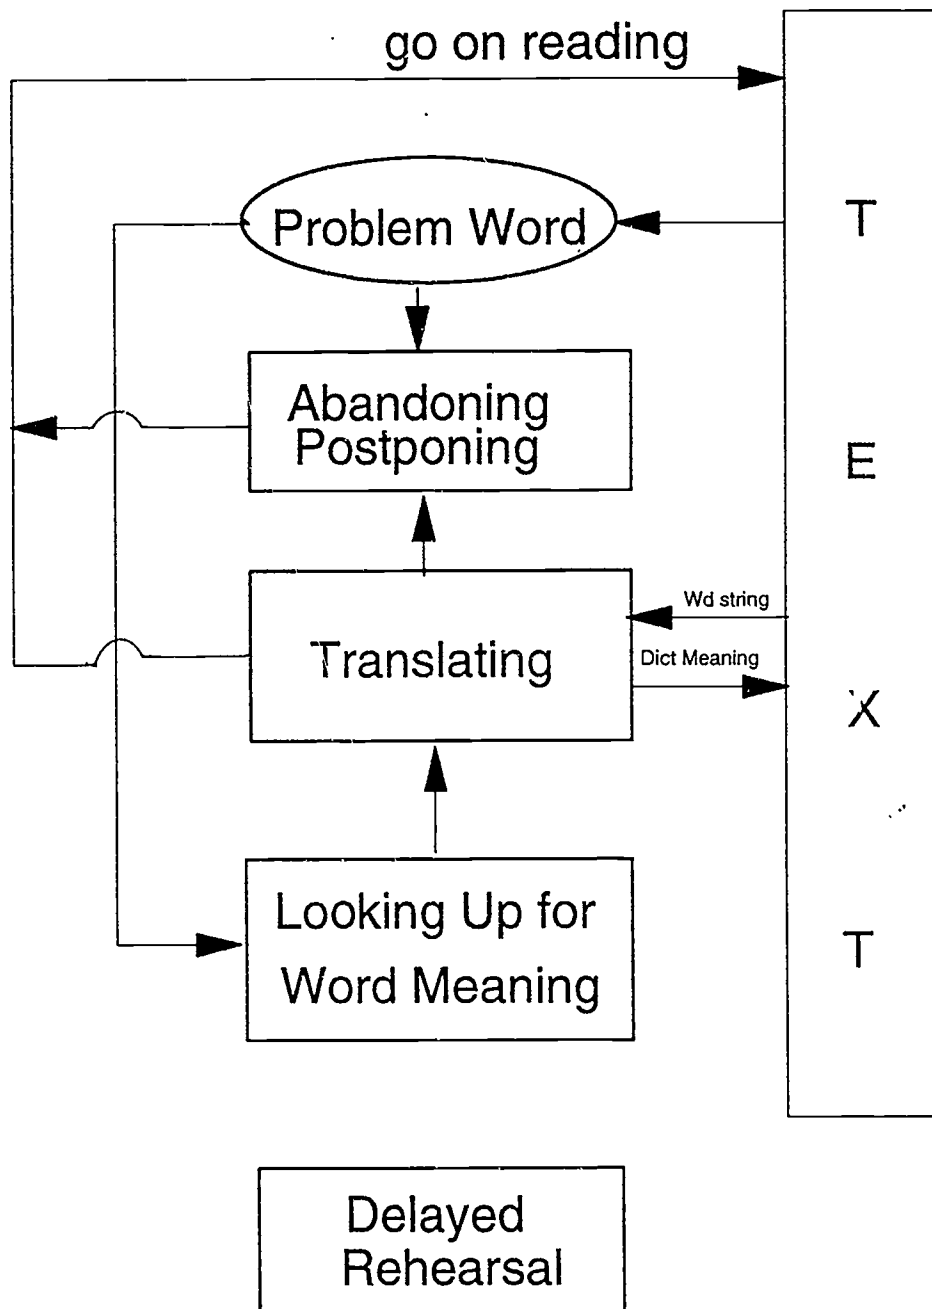 go on reading
Problem Word
Abandoning
Postponing
Wd string
Translating
Dict Meaning
Looking Up for
Word Meaning
Delayed
Rehearsal
T
E
X
T